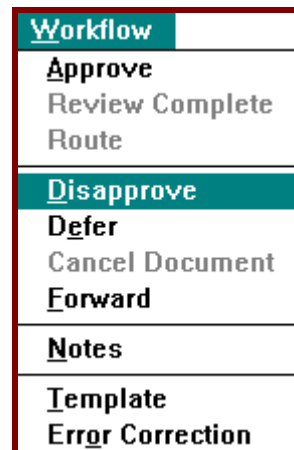 Workflow
Approve
Review Complete
Route
Disapprove
Defer
Cancel Document
Forward
Notes
Template
Error Correction